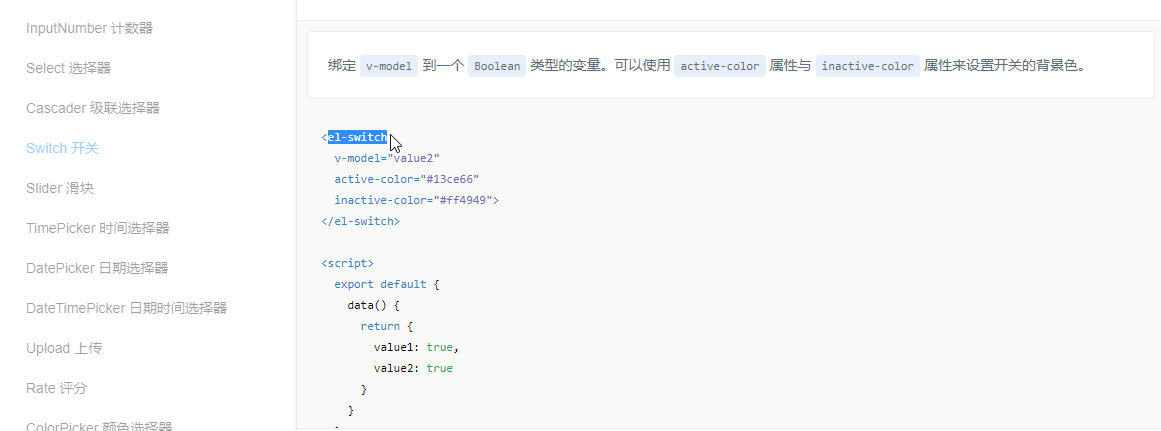 InputNumber 计数器
Select 选择器
Cascader 级联选择器
Switch 开关
Slider 滑块
TimePicker 时间选择器
DatePicker 日期选择器
DateTimePicker 日期时间选择器
Upload 上传
Rate 评分
ColorPicker 颜色选择器
绑定 v-model 到一个 Boolean 类型的变量。可以使用 active-color 属性与 inactive-color 属性来设置开关的背景色。
<el-switch
v-model="value2"
active-color="#13ce66"
inactive-color="#ff4949">
</el-switch>
<script>
export default {
data() {
return {
value1: true,
value2: true
}
}